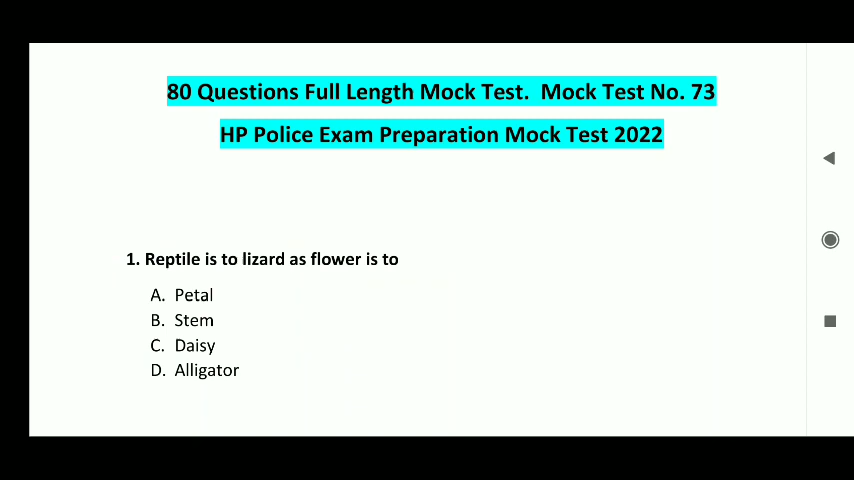 80 Questions Full Length Mock Test.  Mock Test No. 73
HP Police Exam Preparation Mock Test 2022
1. Reptile is to lizard as flower is to
A. Petal
B. Stem
C. Daisy
D. Alligator